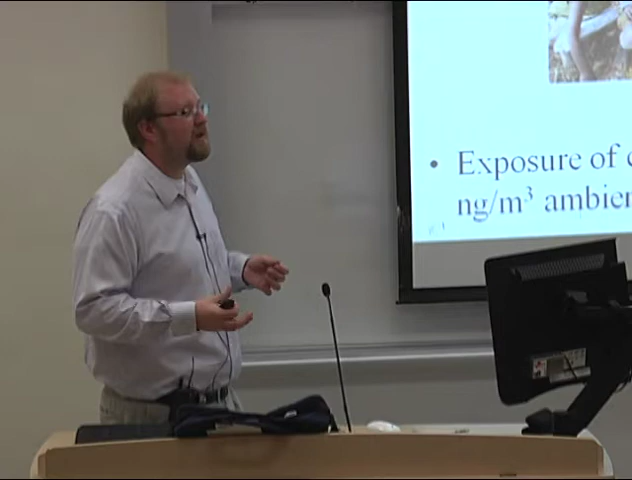 • Exposure of
ng/m³ ambien